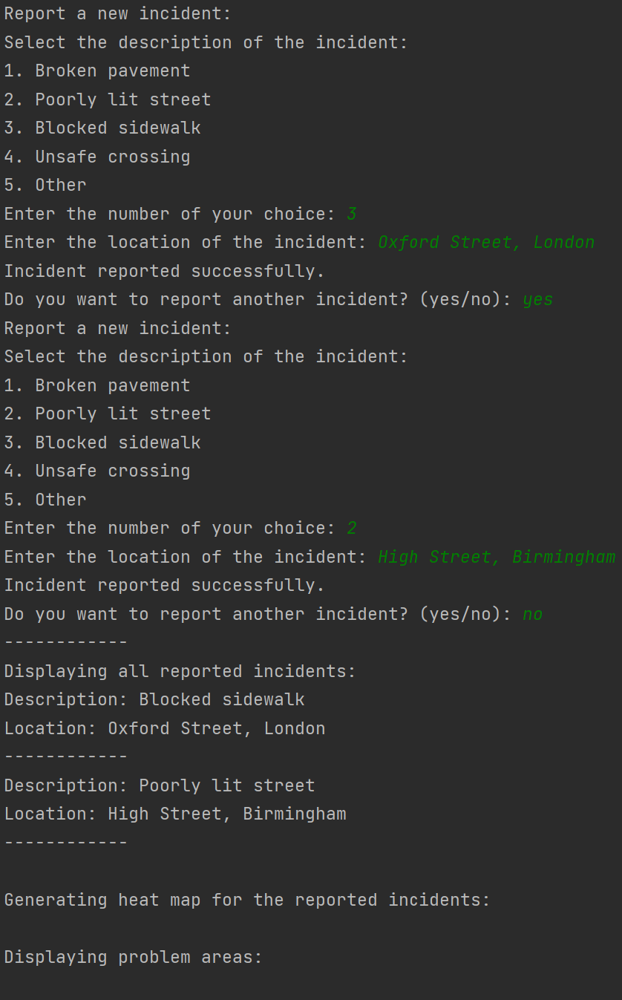 Report a new incident:
Select the description of the incident:
1. Broken pavement
2. Poorly lit street
3. Blocked sidewalk
4. Unsafe crossing
5. Other
Enter the number of your choice: 3
Enter the location of the incident: Oxford Street, London
Incident reported successfully.
Do you want to report another incident? (yes/no): yes
Report a new incident:
Select the description of the incident:
1. Broken pavement
2. Poorly lit street
3. Blocked sidewalk
4. Unsafe crossing
5. Other
Enter the number of your choice: 2
Enter the location of the incident: High Street, Birmingham
Incident reported successfully.
Do you want to report another incident? (yes/no): no
------------
Displaying all reported incidents:
Description: Blocked sidewalk
Location: Oxford Street, London
------------
Description: Poorly lit street
Location: High Street, Birmingham
------------
Generating heat map for the reported incidents:
Displaying problem areas: